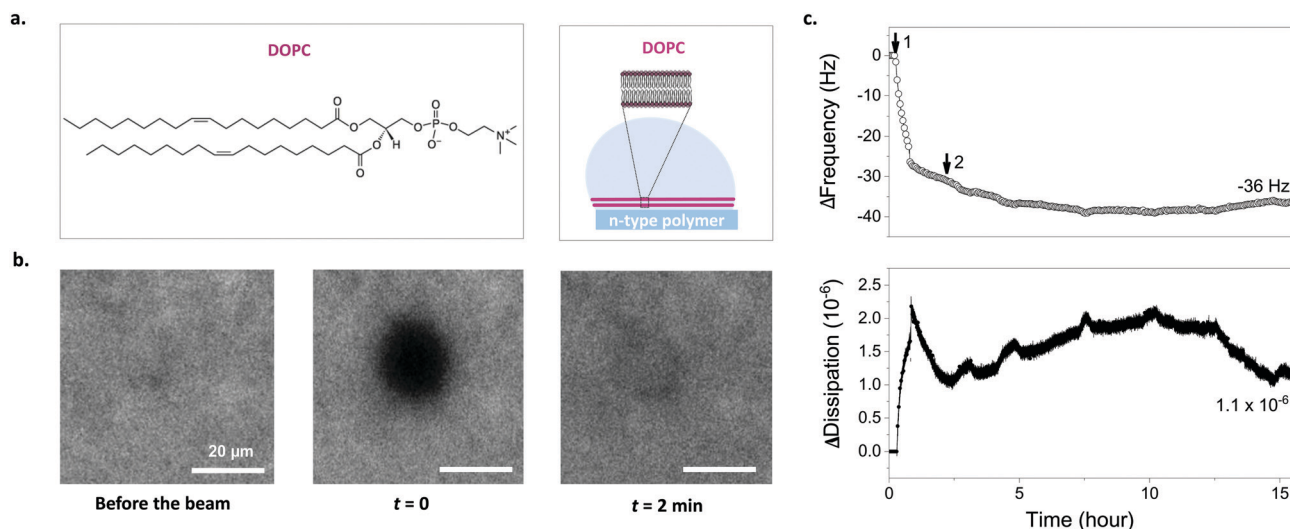 a.
DOPC
O
O
O
H
O
O
P
O
O⁻
O
N⁺
DOPC
n-type polymer
b.
20 µm
Before the beam
t = 0
t = 2 min
c.
1
2
0
-10
-20
-30
-40
ΔFrequency (Hz)
-36 Hz
2.5
2.0
1.5
1.0
0.5
0.0
ΔDissipation (10⁻⁶)
1.1 x 10⁻⁶
0 5 10 15
Time (hour)